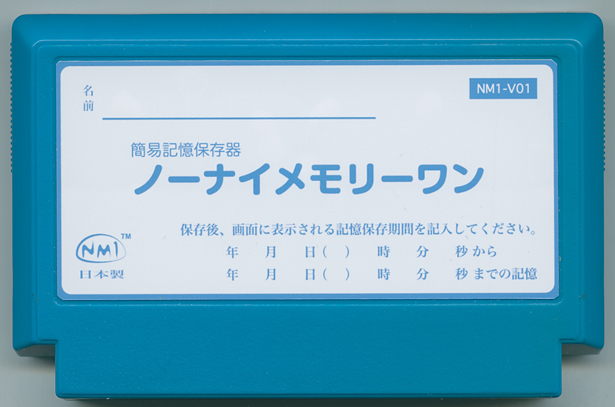 名前
NM1-V01
簡易記憶保存器
ノーナイメモリーワン
保存後、画面に表示される記憶保存期間を記入してください。
年 月 日( ) 時 分 秒から
年 月 日( ) 時 分 秒までの記憶
NM1™
日本製